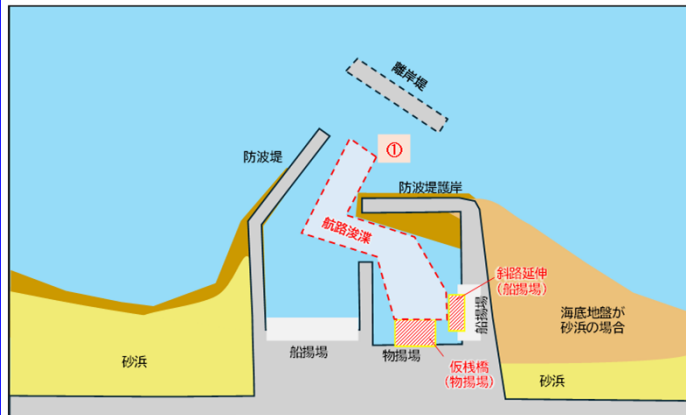 離岸堤
①
防波堤
防波堤護岸
航路浚渫
斜路延伸
(船揚場)
船揚場
海底地盤が
砂浜の場合
砂浜
船揚場
物揚場
仮桟橋
(物揚場)
砂浜